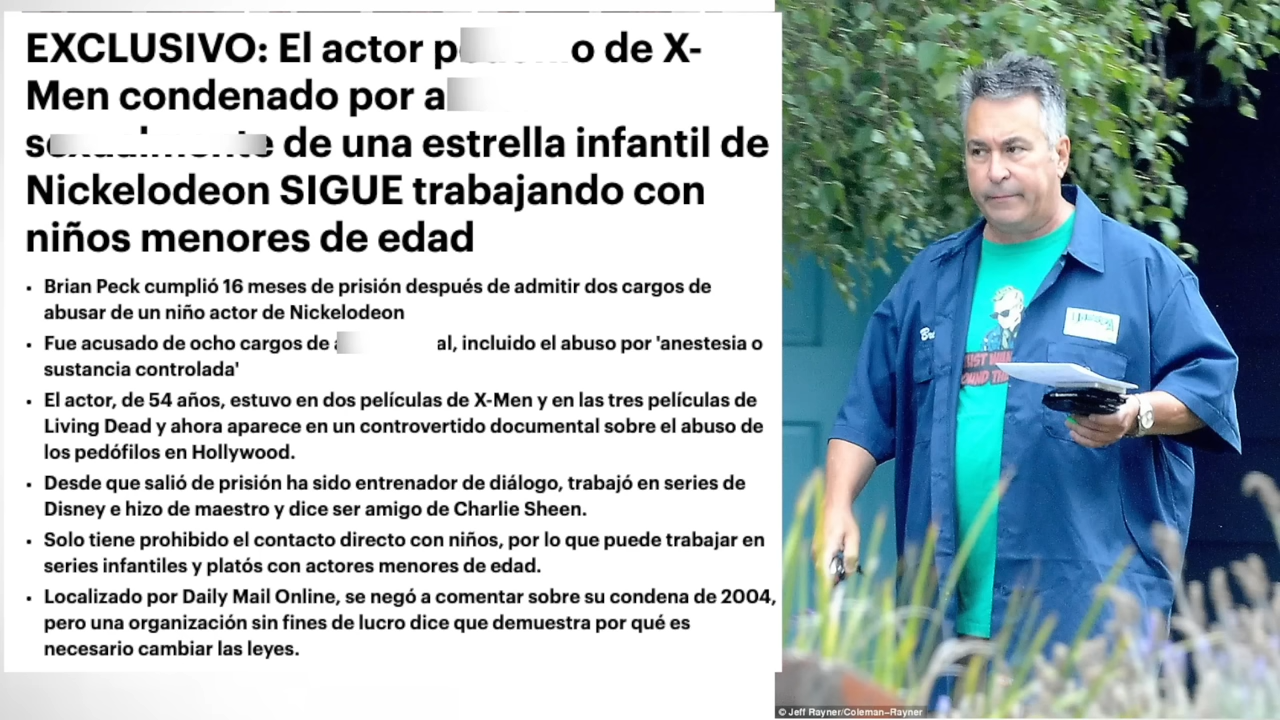 EXCLUSIVO: El actor p o de X-
Men condenado por a
sexualmente de una estrella infantil de
Nickelodeon SIGUE trabajando con
niños menores de edad
• Brian Peck cumplió 16 meses de prisión después de admitir dos cargos de
abusar de un niño actor de Nickelodeon
• Fue acusado de ocho cargos de a al, incluido el abuso por 'anestesia o
sustancia controlada'
• El actor, de 54 años, estuvo en dos películas de X-Men y en las tres películas de
Living Dead y ahora aparece en un controvertido documental sobre el abuso de
los pedófilos en Hollywood.
• Desde que salió de prisión ha sido entrenador de diálogo, trabajó en series de
Disney e hizo de maestro y dice ser amigo de Charlie Sheen.
• Solo tiene prohibido el contacto directo con niños, por lo que puede trabajar en
series infantiles y platós con actores menores de edad.
• Localizado por Daily Mail Online, se negó a comentar sobre su condena de 2004,
pero una organización sin fines de lucro dice que demuestra por qué es
necesario cambiar las leyes.
© Jeff Rayner/Coleman–Rayner